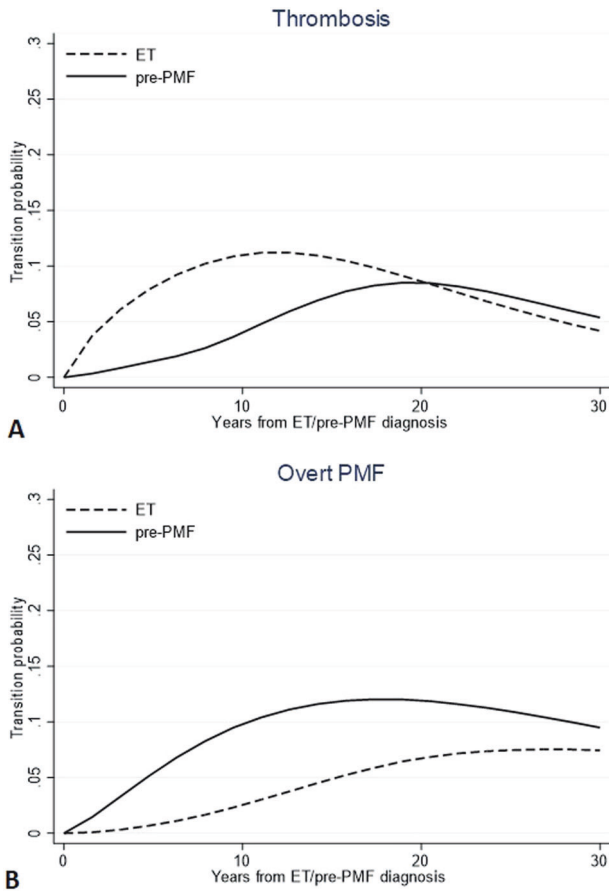 Thrombosis
ET
pre-PMF
Transition probability
.3
.25
.2
.15
.1
.05
0
0 10 20 30
Years from ET/pre-PMF diagnosis
A
Overt PMF
ET
pre-PMF
Transition probability
.3
.25
.2
.15
.1
.05
0
0 10 20 30
Years from ET/pre-PMF diagnosis
B